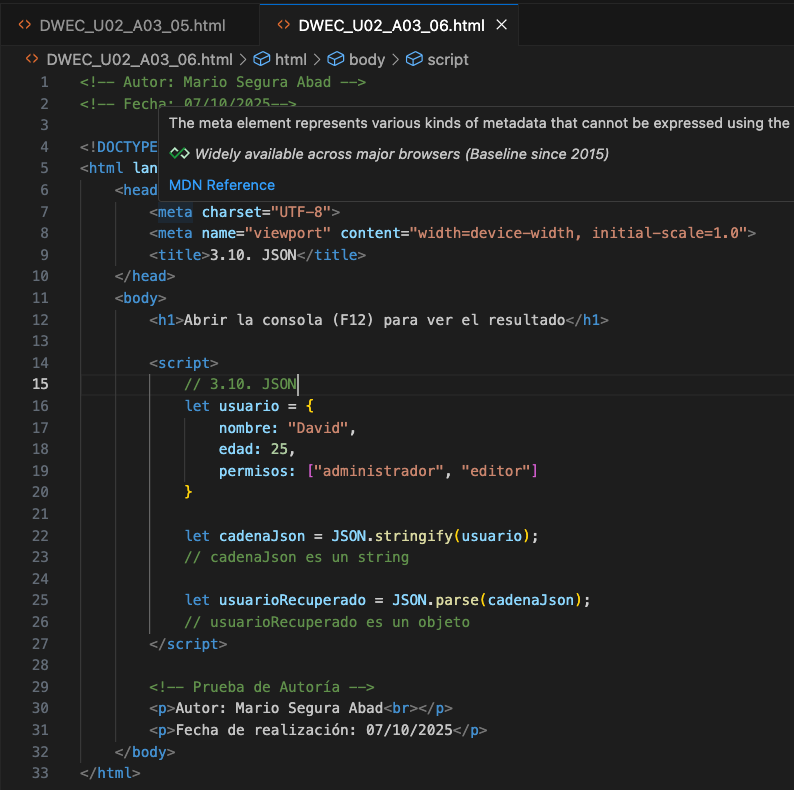 DWEC_U02_A03_05.html
DWEC_U02_A03_06.html
DWEC_U02_A03_06.html > html > body > script
1 <!-- Autor: Mario Segura Abad -->
2 <!-- Fecha: 07/10/2025-->
The meta element represents various kinds of metadata that cannot be expressed using the
Widely available across major browsers (Baseline since 2015)
MDN Reference
3
4 <!DOCTYPE
5 <html lan
6 <head
7 <meta charset="UTF-8">
8 <meta name="viewport" content="width=device-width, initial-scale=1.0">
9 <title>3.10. JSON</title>
10 </head>
11 <body>
12 <h1>Abrir la consola (F12) para ver el resultado</h1>
13
14 <script>
15 // 3.10. JSON
16 let usuario = {
17 nombre: "David",
18 edad: 25,
19 permisos: ["administrador", "editor"]
20 }
21
22 let cadenaJson = JSON.stringify(usuario);
23 // cadenaJson es un string
24
25 let usuarioRecuperado = JSON.parse(cadenaJson);
26 // usuarioRecuperado es un objeto
27 </script>
28
29 <!-- Prueba de Autoría -->
30 <p>Autor: Mario Segura Abad<br></p>
31 <p>Fecha de realización: 07/10/2025</p>
32 </body>
33 </html>